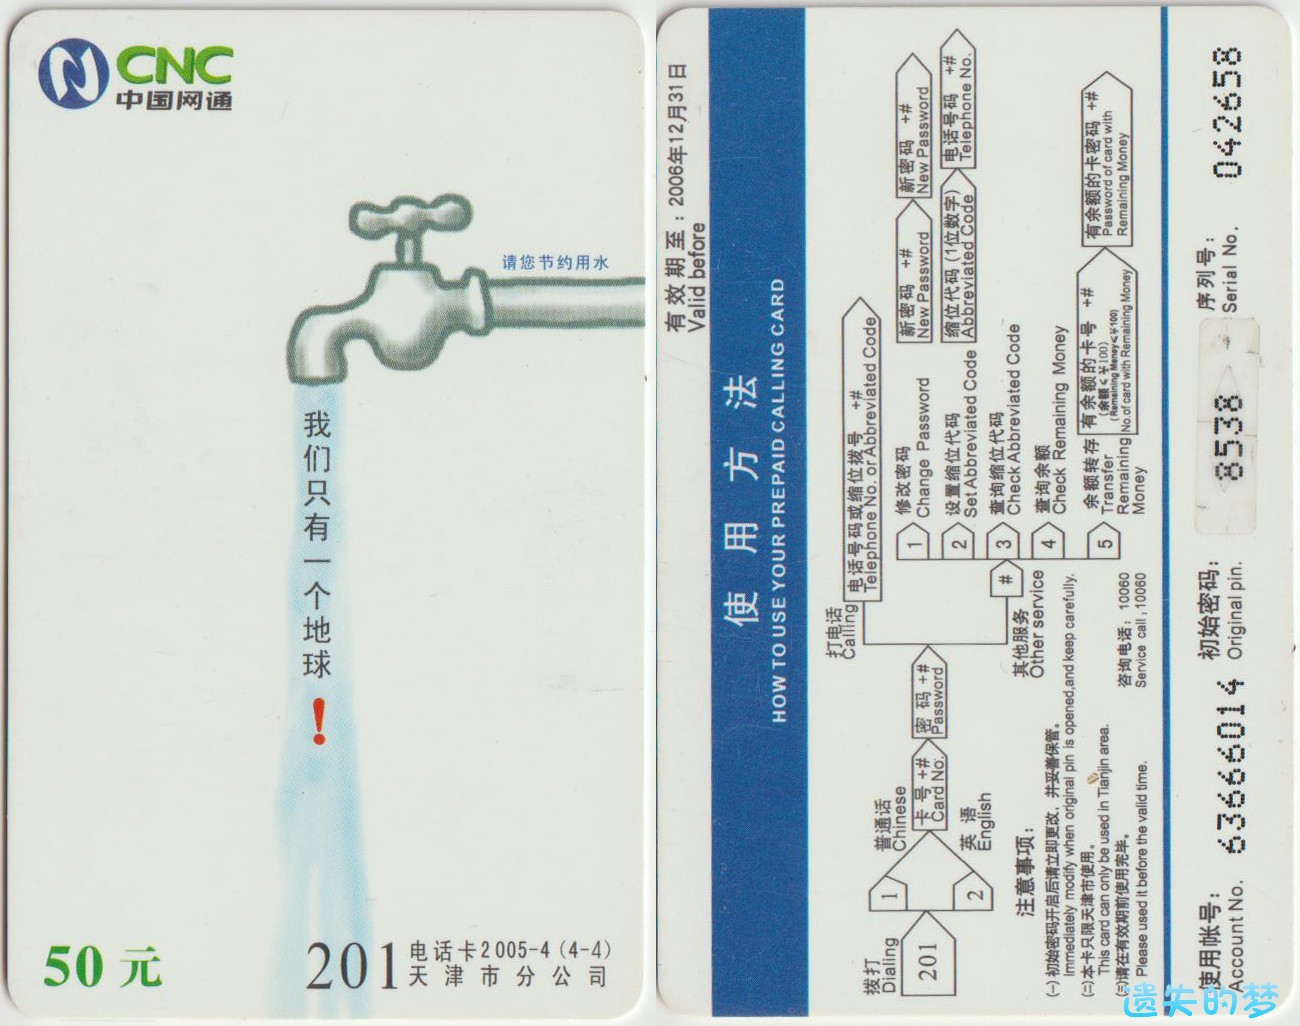 CNC
中国网通
请您节约用水
我们只有一个地球
!
50元
201
电话卡2005-4(4-4)
天津市分公司
有效期至：2006年12月31日
Valid before
使用方法
HOW TO USE YOUR PREPAID CALLING CARD
拨打
Dialing
201
1
普通话
Chinese
2
英语
English
卡号+#
Card No.
密码+#
Password
打电话
Calling
电话号码或缩位拨号 +#
Telephone No. or Abbreviated Code
#
其他服务
Other service
1
修改密码
Change Password
新密码 +#
New Password
新密码 +#
New Password
2
设置缩位代码
Set Abbreviated Code
缩位代码(1位数字)
Abbreviated Code
电话号码 +#
Telephone No.
3
查询缩位代码
Check Abbreviated Code
4
查询余额
Check Remaining Money
5
余额转存
Transfer
Remaining
Money
有余额的卡号 +#
(余额≤￥100)
(Remaining Money≤￥100)
No.of card with Remaining Money
有余额的卡密码 +#
Password of card with
Remaining Money
注意事项：
(一)初始密码开启后请立即更改，并妥善保管。
Immediately modify when original pin is opened,and keep carefully.
(二)本卡只限天津市使用。
This card can only be used in Tianjin area.
(三)请在有效期前使用完毕。
Please used it before the valid time.
咨询电话：10060
Service call：10060
使用帐号：
Account No.
63666014
初始密码：
Original pin.
8538
序列号：
Serial No.
042658
遗失的梦